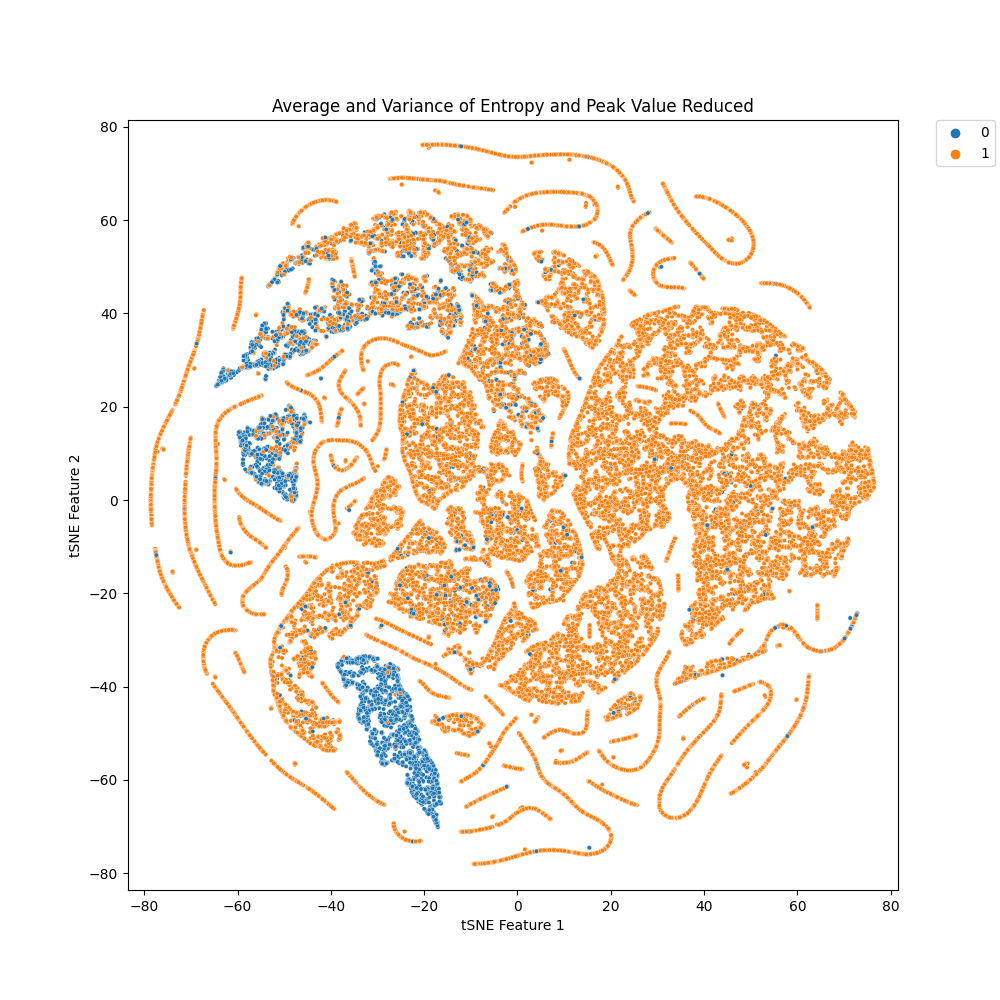 Average and Variance of Entropy and Peak Value Reduced
0
1
80
60
40
20
0
−20
−40
−60
−80
tSNE Feature 2
−80 −60 −40 −20 0 20 40 60 80
tSNE Feature 1